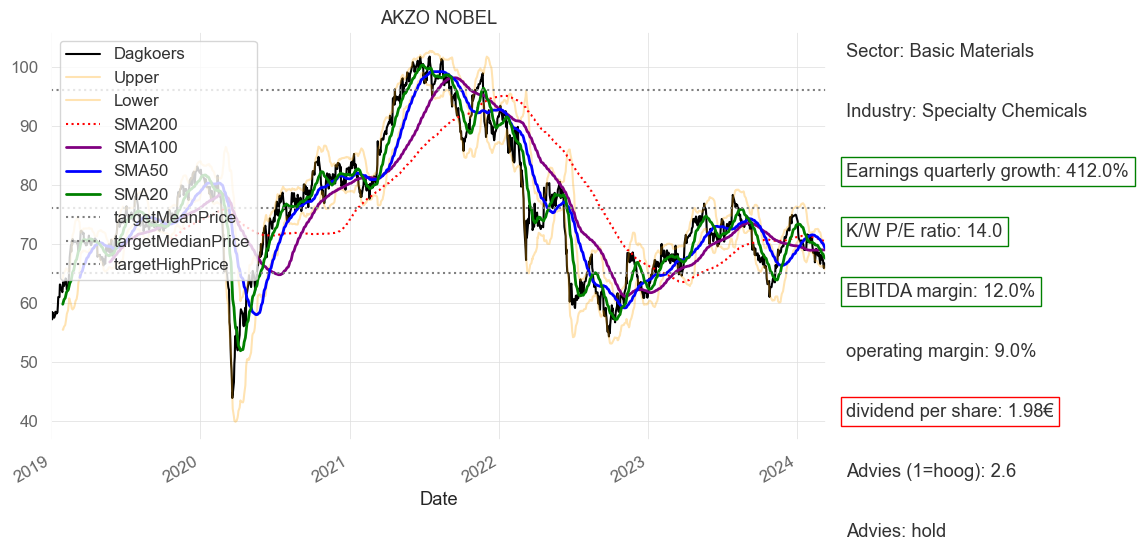 AKZO NOBEL
Dagkoers
Upper
Lower
SMA200
SMA100
SMA50
SMA20
targetMeanPrice
targetMedianPrice
targetHighPrice
100
90
80
70
60
50
40
2019
2020
2021
2022
2023
2024
Date
Sector: Basic Materials
Industry: Specialty Chemicals
Earnings quarterly growth: 412.0%
K/W P/E ratio: 14.0
EBITDA margin: 12.0%
operating margin: 9.0%
dividend per share: 1.98€
Advies (1=hoog): 2.6
Advies: hold